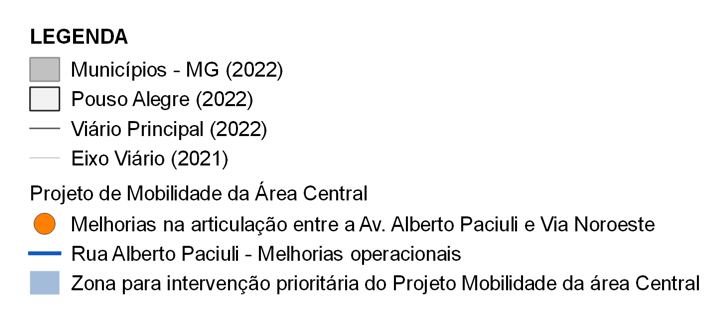 LEGENDA
Municípios - MG (2022)
Pouso Alegre (2022)
Viário Principal (2022)
Eixo Viário (2021)
Projeto de Mobilidade da Área Central
Melhorias na articulação entre a Av. Alberto Paciuli e Via Noroeste
Rua Alberto Paciuli - Melhorias operacionais
Zona para intervenção prioritária do Projeto Mobilidade da área Central